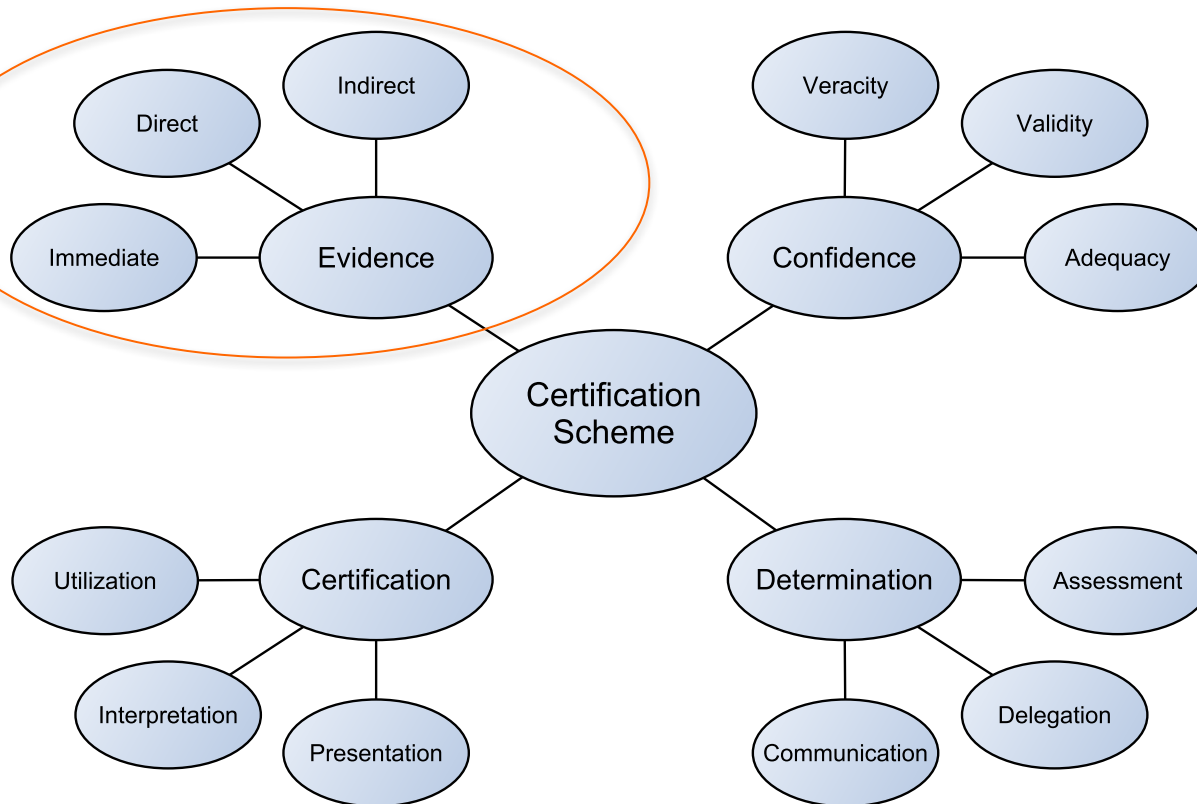 Indirect
Veracity
Direct
Validity
Immediate
Evidence
Confidence
Adequacy
Certification
Scheme
Utilization
Certification
Determination
Assessment
Interpretation
Delegation
Presentation
Communication